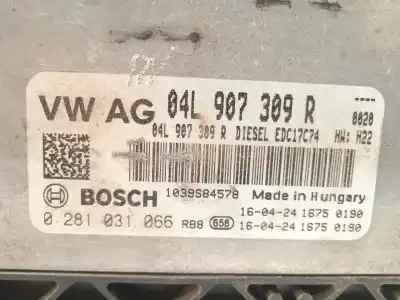 VW AG 04L 907 309 R ----
04L 907 309 R DIESEL EDC17C74 0020
HW: H22
BOSCH 1039S84578 Made in Hungary
0 281 031 066 RB8 658 16-04-24 1675 0190
16-04-24 1675 0190